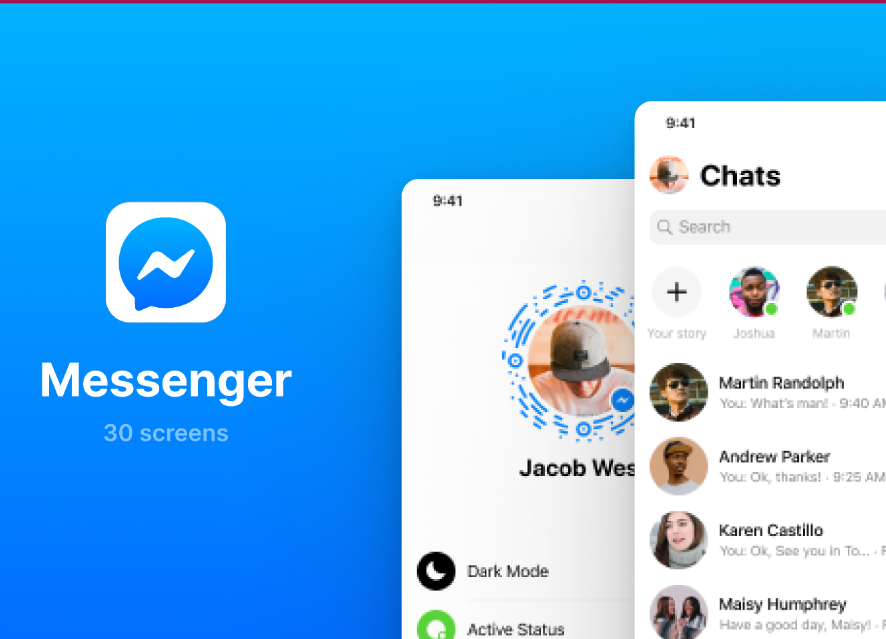 Messenger
30 screens
9:41
Jacob Wes
Dark Mode
Active Status
9:41
Chats
Search
Your story
Joshua
Martin
Martin Randolph
You: What's man! · 9:40 AM
Andrew Parker
You: Ok, thanks! · 9:25 AM
Karen Castillo
You: Ok, See you in To... · F
Maisy Humphrey
Have a good day, Maisy! · F